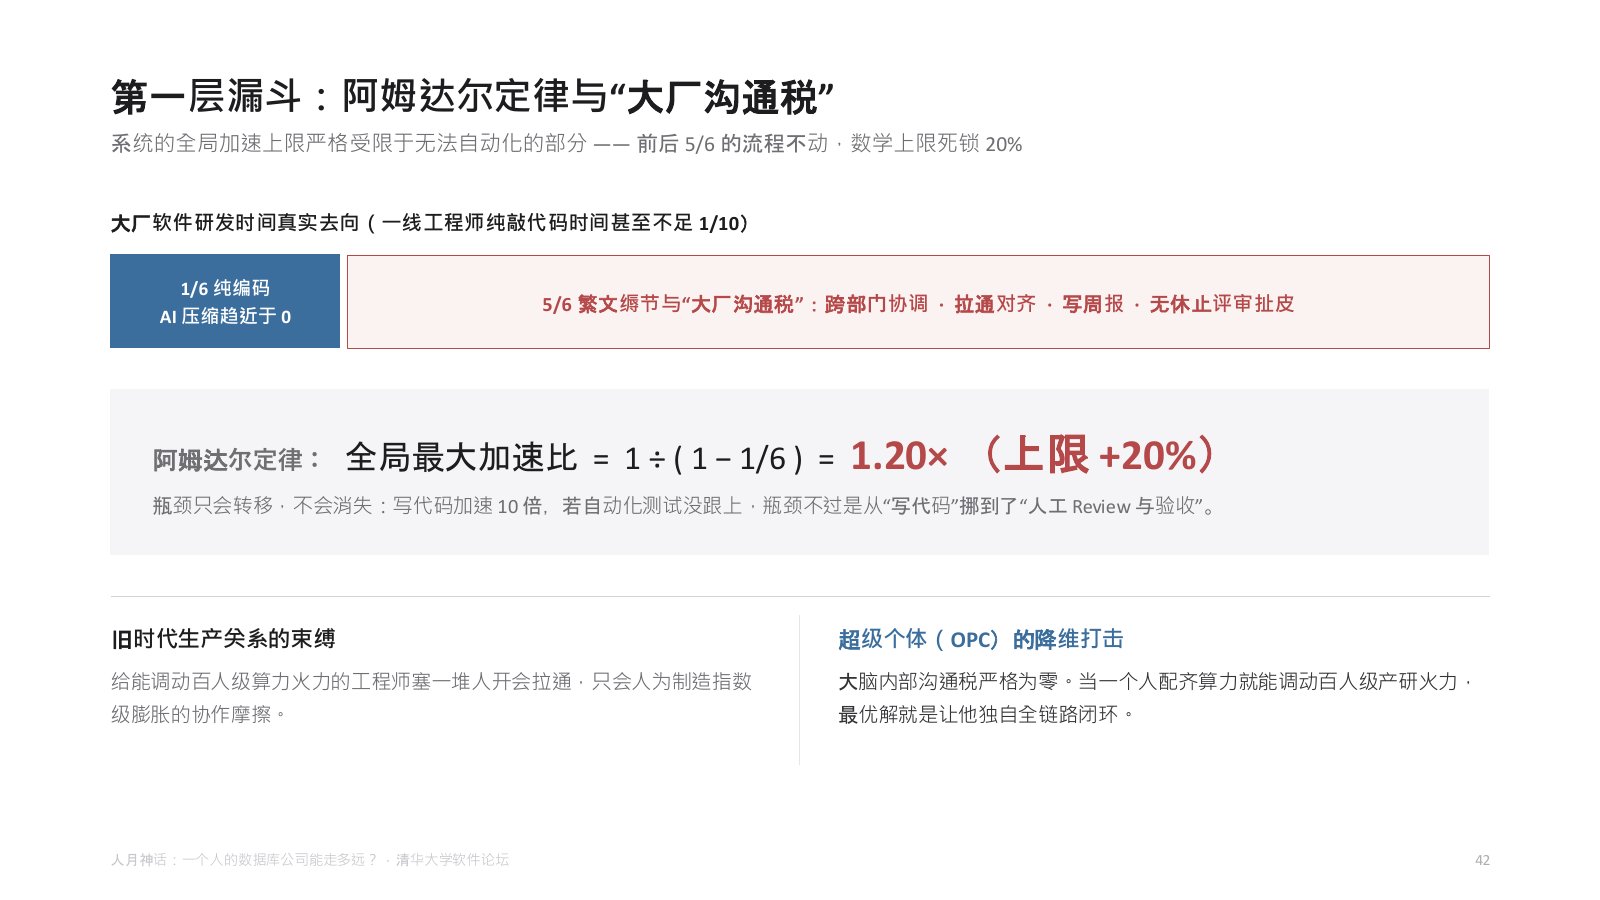 第一层漏斗：阿姆达尔定律与“大厂沟通税”
系统的全局加速上限严格受限于无法自动化的部分 —— 前后 5/6 的流程不动，数学上限死锁 20%
大厂软件研发时间真实去向（一线工程师纯敲代码时间甚至不足 1/10）
1/6 纯编码
AI 压缩趋近于 0
5/6 繁文缛节与“大厂沟通税”：跨部门协调 · 拉通对齐 · 写周报 · 无休止评审扯皮
阿姆达尔定律： 全局最大加速比 = 1 ÷ ( 1 − 1/6 ) = 1.20× （上限 +20%）
瓶颈只会转移，不会消失：写代码加速 10 倍，若自动化测试没跟上，瓶颈不过是从“写代码”挪到了“人工 Review 与验收”。
旧时代生产关系的束缚
给能调动百人级算力火力的工程师塞一堆人开会拉通，只会人为制造指数
级膨胀的协作摩擦。
超级个体（OPC）的降维打击
大脑内部沟通税严格为零。当一个人配齐算力就能调动百人级产研火力，
最优解就是让他独自全链路闭环。
人月神话：一个人的数据库公司能走多远？ · 清华大学软件论坛
42